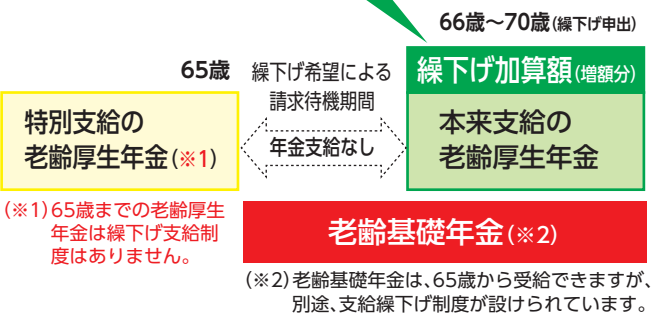 66歳~70歳(繰下げ申出)
65歳
繰下げ希望による
請求待機期間
繰下げ加算額(増額分)
特別支給の
老齢厚生年金(※1)
年金支給なし
本来支給の
老齢厚生年金
(※1)65歳までの老齢厚生
年金は繰下げ支給制
度はありません。
老齢基礎年金(※2)
(※2)老齢基礎年金は、65歳から受給できますが、
別途、支給繰下げ制度が設けられています。